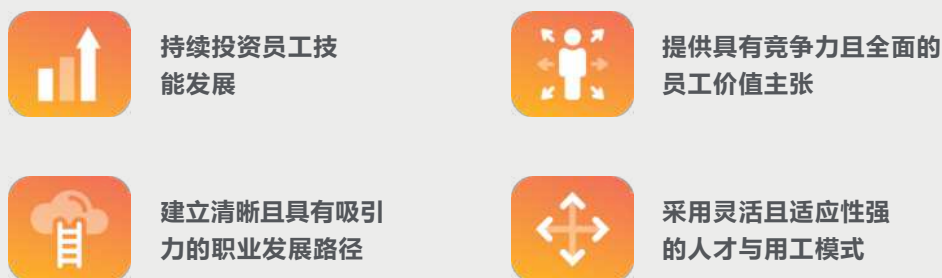 持续投资员工技
能发展
提供具有竞争力且全面的
员工价值主张
建立清晰且具有吸引
力的职业发展路径
采用灵活且适应性强
的人才与用工模式